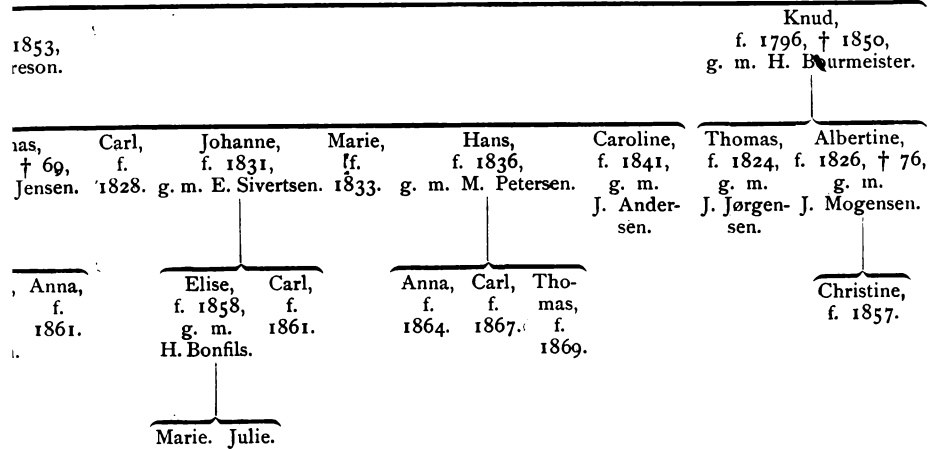 1853,
reson.
Knud,
f. 1796, † 1850,
g. m. H. Bourmeister.
nas,
† 69,
Jensen.
Carl,
f.
1828.
Johanne,
f. 1831,
g. m. E. Sivertsen.
Marie,
f.
1833.
Hans,
f. 1836,
g. m. M. Petersen.
Caroline,
f. 1841,
g. m.
J. Ander-
sen.
Thomas,
f. 1824,
g. m.
J. Jørgen-
sen.
Albertine,
f. 1826, † 76,
g. m.
J. Mogensen.
, Anna,
f.
1861.
Elise,
f. 1858,
g. m.
H. Bonfils.
Carl,
f.
1861.
Anna,
f.
1864.
Carl,
f.
1867.
Tho-
mas,
f.
1869.
Christine,
f. 1857.
Marie. Julie.